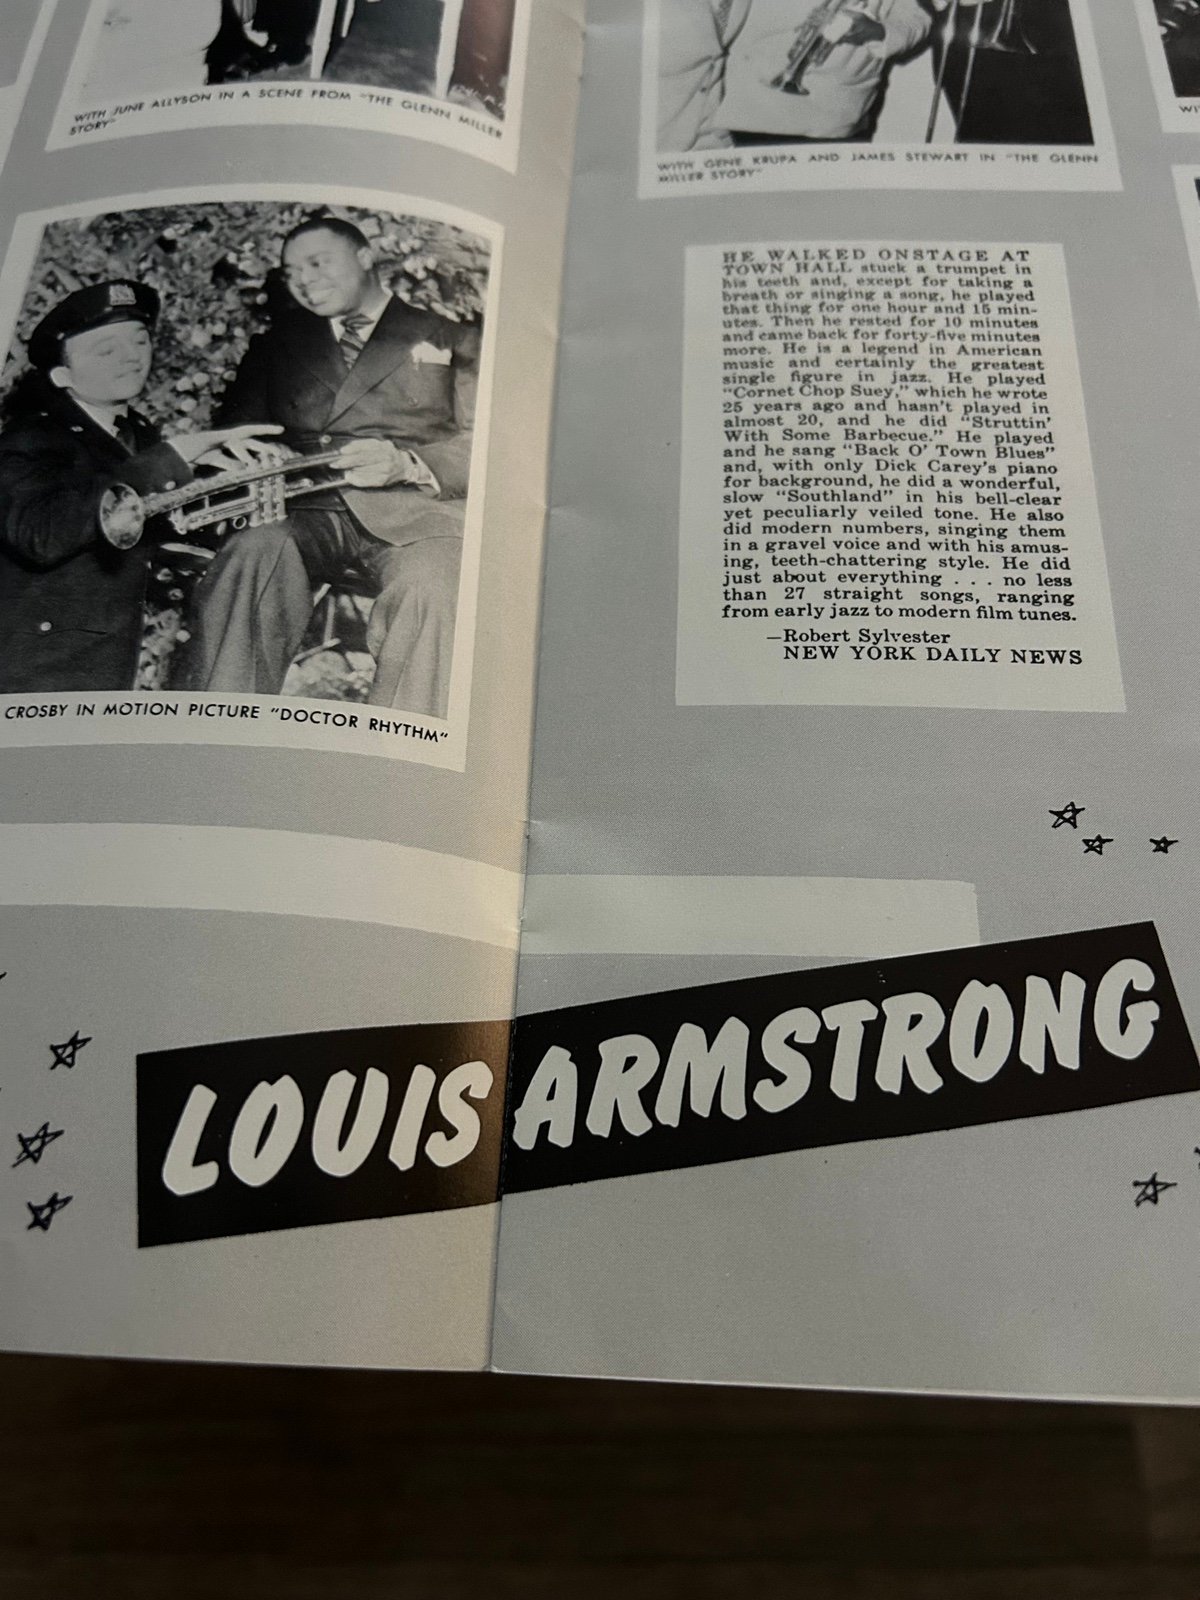 WITH JUNE ALLYSON IN A SCENE FROM "THE GLENN MILLER
STORY"
CROSBY IN MOTION PICTURE "DOCTOR RHYTHM"
WITH GENE KRUPA AND JAMES STEWART IN "THE GLENN
MILLER STORY"
HE WALKED ONSTAGE AT
TOWN HALL stuck a trumpet in
his teeth and, except for taking a
breath or singing a song, he played
that thing for one hour and 15 min-
utes. Then he rested for 10 minutes
and came back for forty-five minutes
more. He is a legend in American
music and certainly the greatest
single figure in jazz. He played
"Cornet Chop Suey," which he wrote
25 years ago and hasn't played in
almost 20, and he did "Struttin'
With Some Barbecue." He played
and he sang "Back O' Town Blues"
and, with only Dick Carey's piano
for background, he did a wonderful,
slow "Southland" in his bell-clear
yet peculiarly veiled tone. He also
did modern numbers, singing them
in a gravel voice and with his amus-
ing, teeth-chattering style. He did
just about everything . . . no less
than 27 straight songs, ranging
from early jazz to modern film tunes.
—Robert Sylvester
NEW YORK DAILY NEWS
LOUIS ARMSTRONG